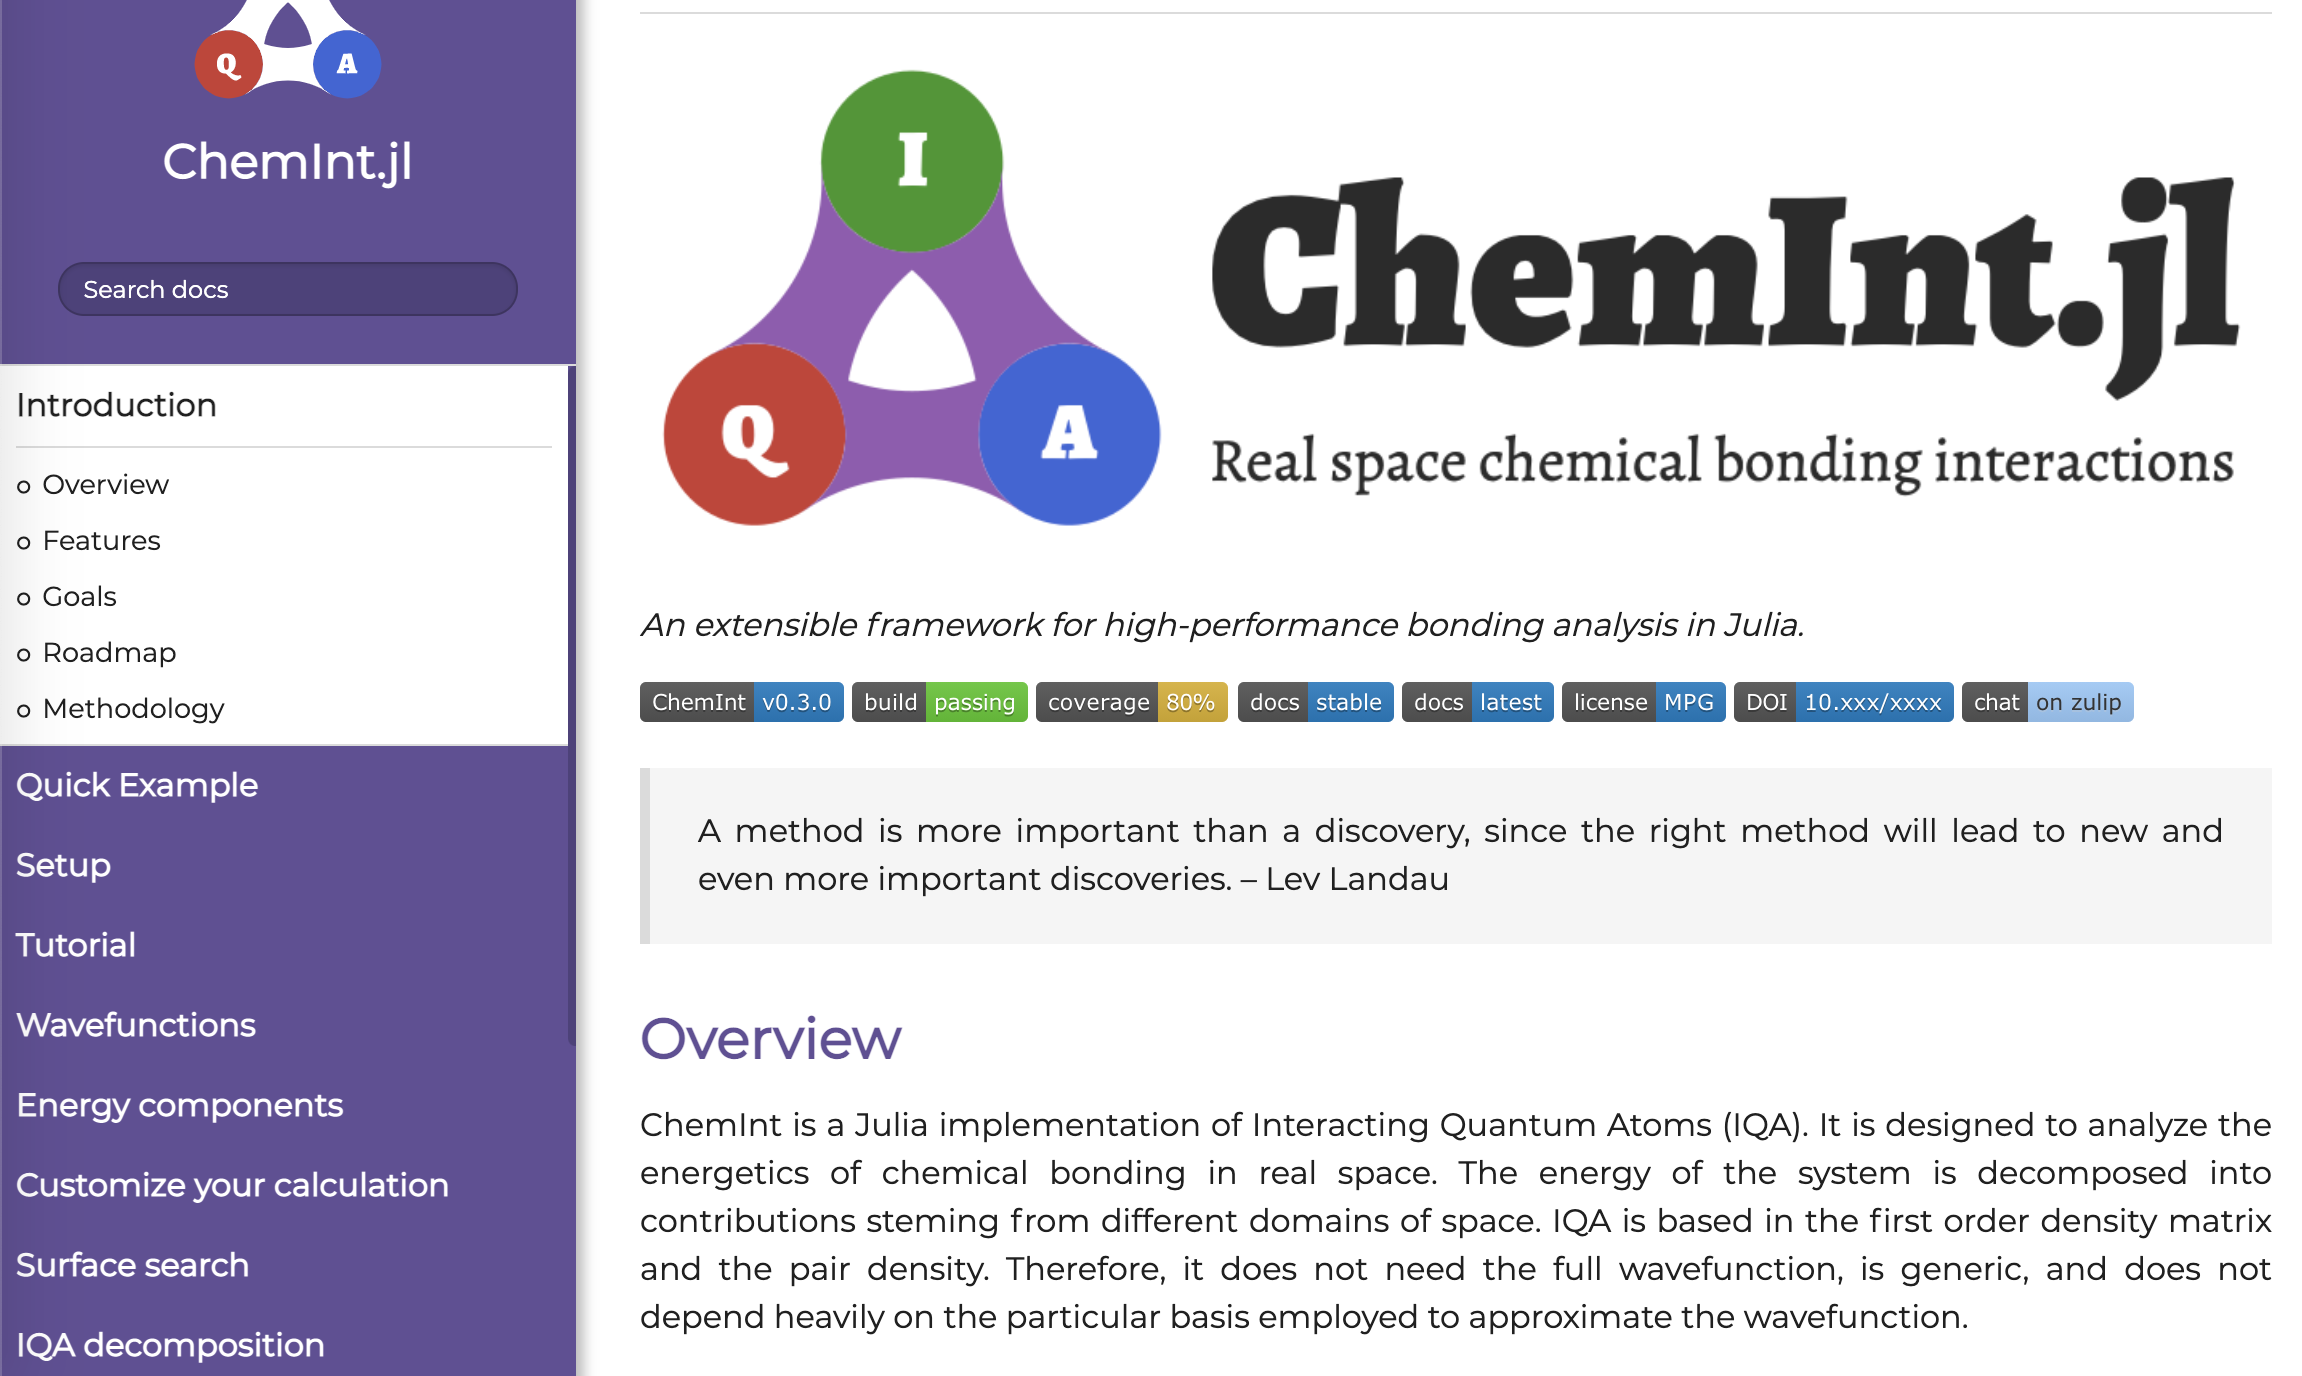 Q A
ChemInt.jl
Search docs
Introduction
Overview
Features
Goals
Roadmap
Methodology
Quick Example
Setup
Tutorial
Wavefunctions
Energy components
Customize your calculation
Surface search
IQA decomposition
I
Q A
ChemInt.jl
Real space chemical bonding interactions
An extensible framework for high-performance bonding analysis in Julia.
ChemInt v0.3.0 build passing coverage 80% docs stable docs latest license MPG DOI 10.xxx/xxxx chat on zulip
A method is more important than a discovery, since the right method will lead to new and
even more important discoveries. – Lev Landau
Overview
ChemInt is a Julia implementation of Interacting Quantum Atoms (IQA). It is designed to analyze the
energetics of chemical bonding in real space. The energy of the system is decomposed into
contributions steming from different domains of space. IQA is based in the first order density matrix
and the pair density. Therefore, it does not need the full wavefunction, is generic, and does not
depend heavily on the particular basis employed to approximate the wavefunction.